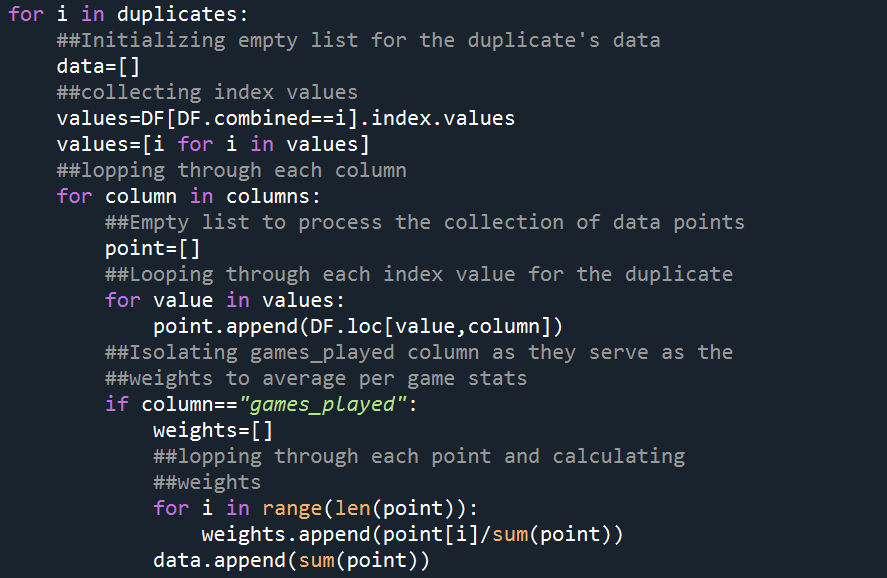 for i in duplicates:
    ##Initializing empty list for the duplicate's data
    data=[]
    ##collecting index values
    values=DF[DF.combined==i].index.values
    values=[i for i in values]
    ##lopping through each column
    for column in columns:
        ##Empty list to process the collection of data points
        point=[]
        ##Looping through each index value for the duplicate
        for value in values:
            point.append(DF.loc[value,column])
        ##Isolating games_played column as they serve as the
        ##weights to average per game stats
        if column=="games_played":
            weights=[]
            ##lopping through each point and calculating
            ##weights
            for i in range(len(point)):
                weights.append(point[i]/sum(point))
            data.append(sum(point))